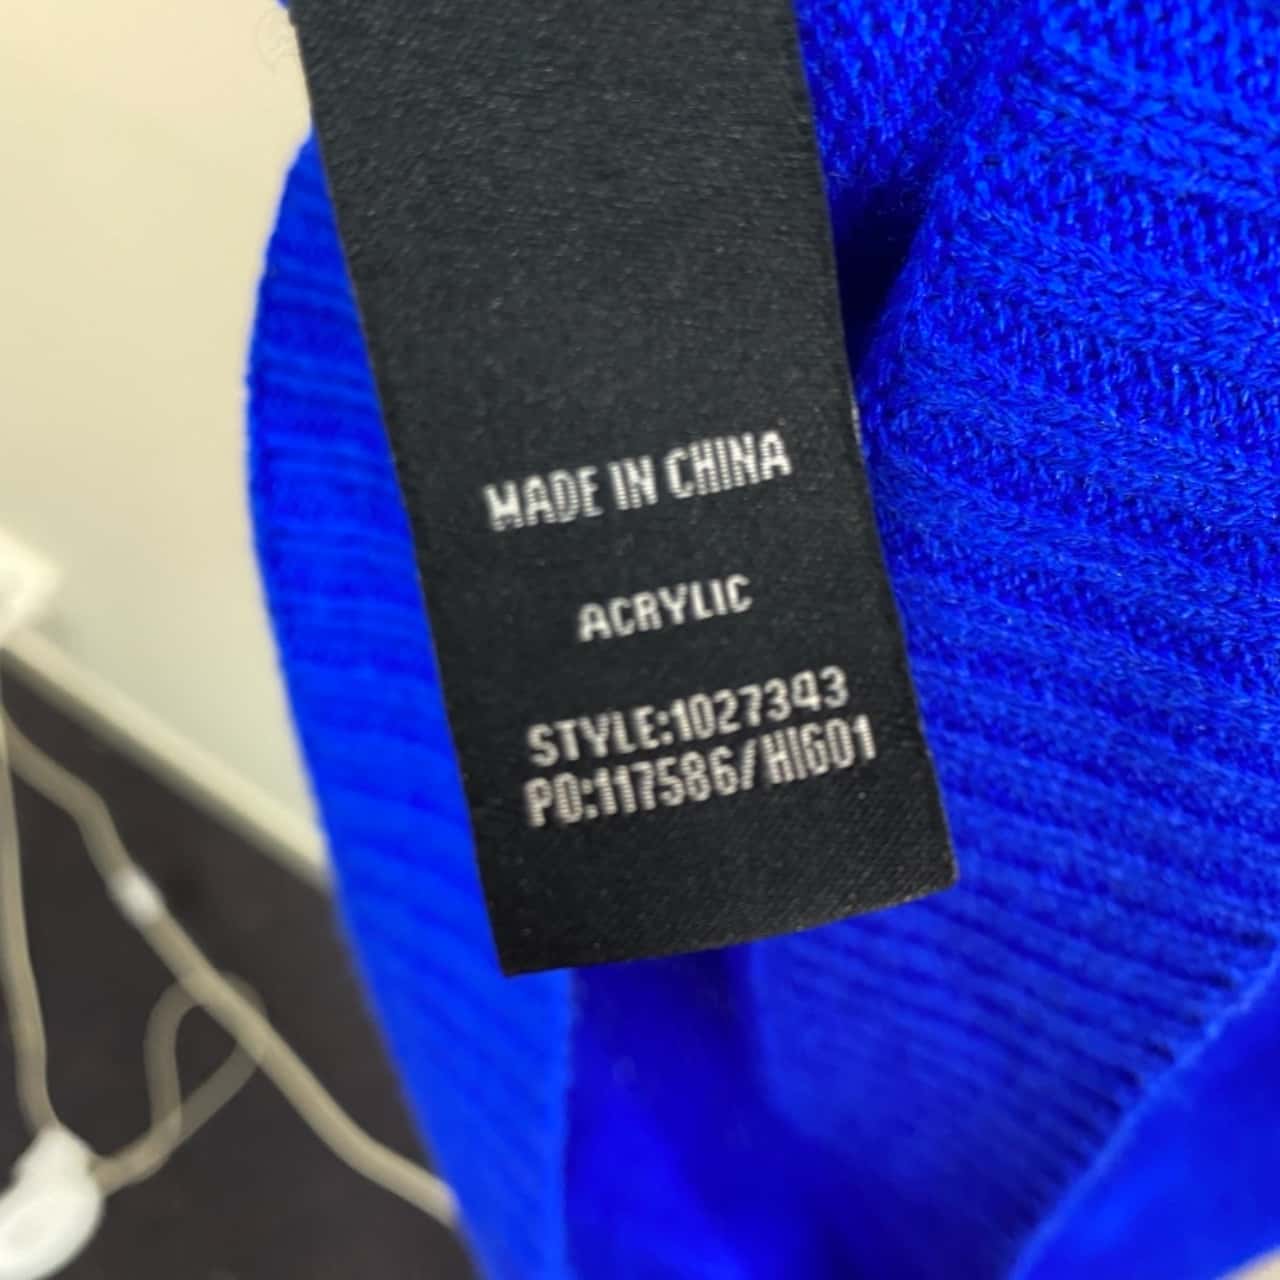 MADE IN CHINA
ACRYLIC
STYLE:1027343
PO:117586/HIG01